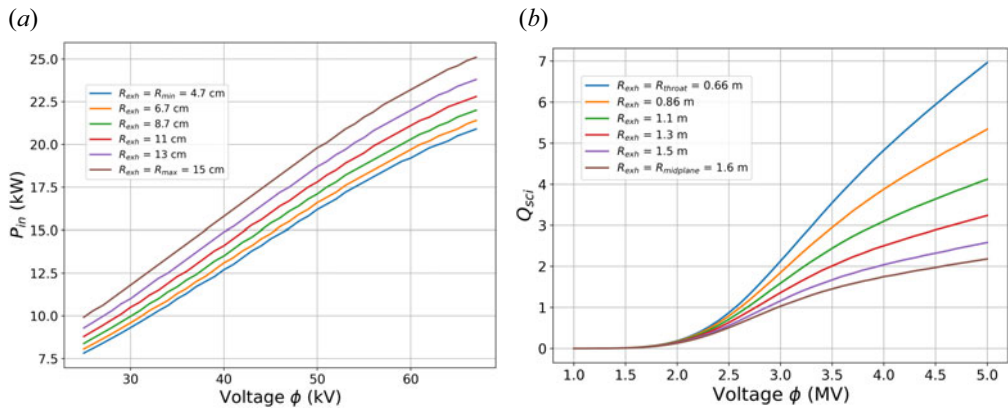 (a)
25.0
22.5
20.0
17.5
15.0
12.5
10.0
7.5
P_in (kW)
R_exh = R_min = 4.7 cm
R_exh = 6.7 cm
R_exh = 8.7 cm
R_exh = 11 cm
R_exh = 13 cm
R_exh = R_max = 15 cm
30 40 50 60
Voltage ϕ (kV)
(b)
7
6
5
4
3
2
1
0
Q_sci
R_exh = R_throat = 0.66 m
R_exh = 0.86 m
R_exh = 1.1 m
R_exh = 1.3 m
R_exh = 1.5 m
R_exh = R_midplane = 1.6 m
1.0 1.5 2.0 2.5 3.0 3.5 4.0 4.5 5.0
Voltage ϕ (MV)